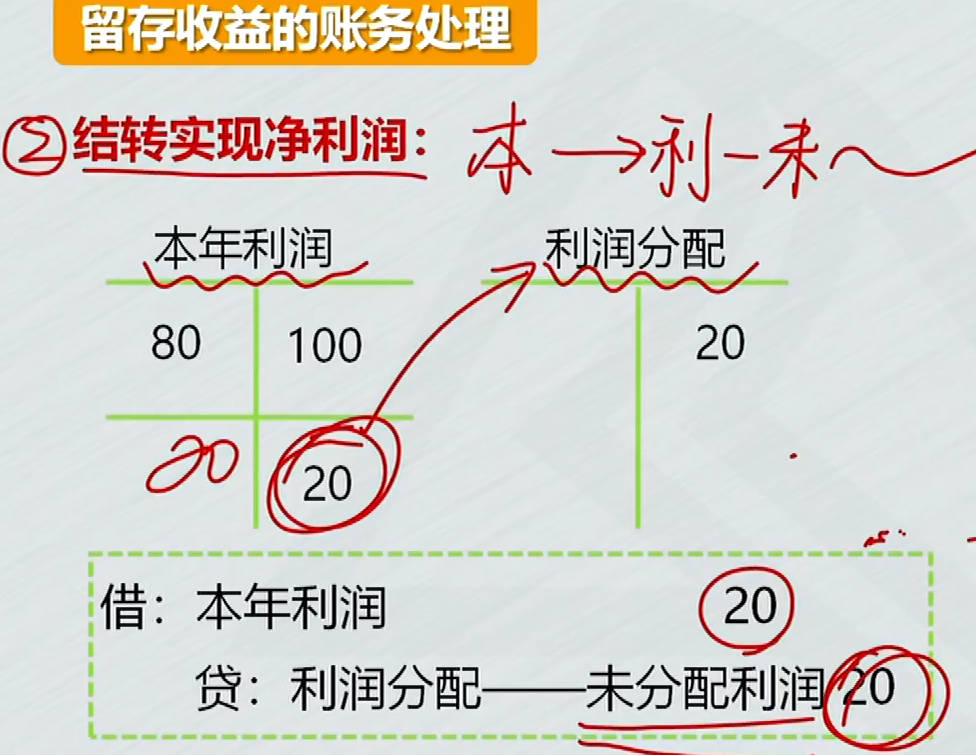 留存收益的账务处理
②结转实现净利润： 本→利-未
本年利润 利润分配
80 100 20
20 20
借：本年利润 20
贷：利润分配——未分配利润 20